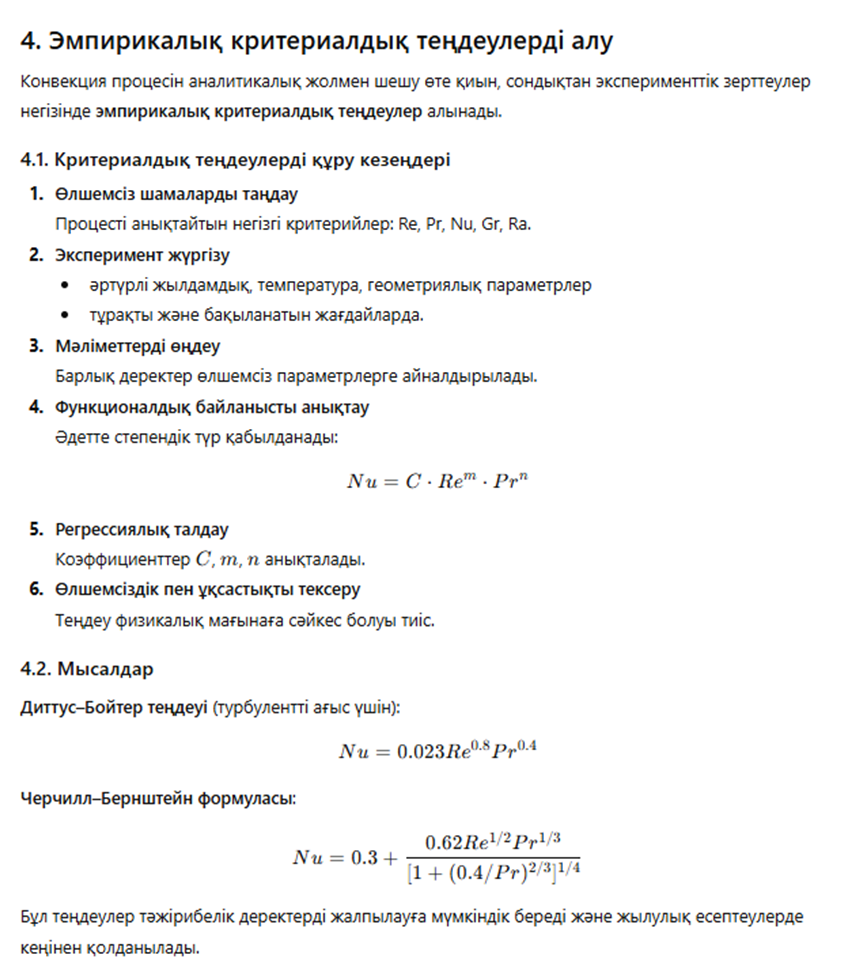 4. Эмпирикалық критериалдық теңдеулерді алу
Конвекция процесін аналитикалық жолмен шешу өте қиын, сондықтан эксперименттік зерттеулер
негізінде эмпирикалық критериалдық теңдеулер алынады.
4.1. Критериалдық теңдеулерді құру кезеңдері
1. Өлшемсіз шамаларды таңдау
Процесті анықтайтын негізгі критерийлер: Re, Pr, Nu, Gr, Ra.
2. Эксперимент жүргізу
• әртүрлі жылдамдық, температура, геометриялық параметрлер
• тұрақты және бақыланатын жағдайларда.
3. Мәліметтерді өңдеу
Барлық деректер өлшемсіз параметрлерге айналдырылады.
4. Функционалдық байланысты анықтау
Әдетте степендік түр қабылданады:
Nu = C · Re^m · Pr^n
5. Регрессиялық талдау
Коэффициенттер C, m, n анықталады.
6. Өлшемсіздік пен ұқсастықты тексеру
Теңдеу физикалық мағынаға сәйкес болуы тиіс.
4.2. Мысалдар
Диттус–Бойтер теңдеуі (турбулентті ағыс үшін):
Nu = 0.023Re^0.8 Pr^0.4
Черчилл–Бернштейн формуласы:
Nu = 0.3 + 0.62Re^1/2 Pr^1/3 / [1 + (0.4/Pr)^2/3]^1/4
Бұл теңдеулер тәжірибелік деректерді жалпылауға мүмкіндік береді және жылулық есептеулерде
кеңінен қолданылады.